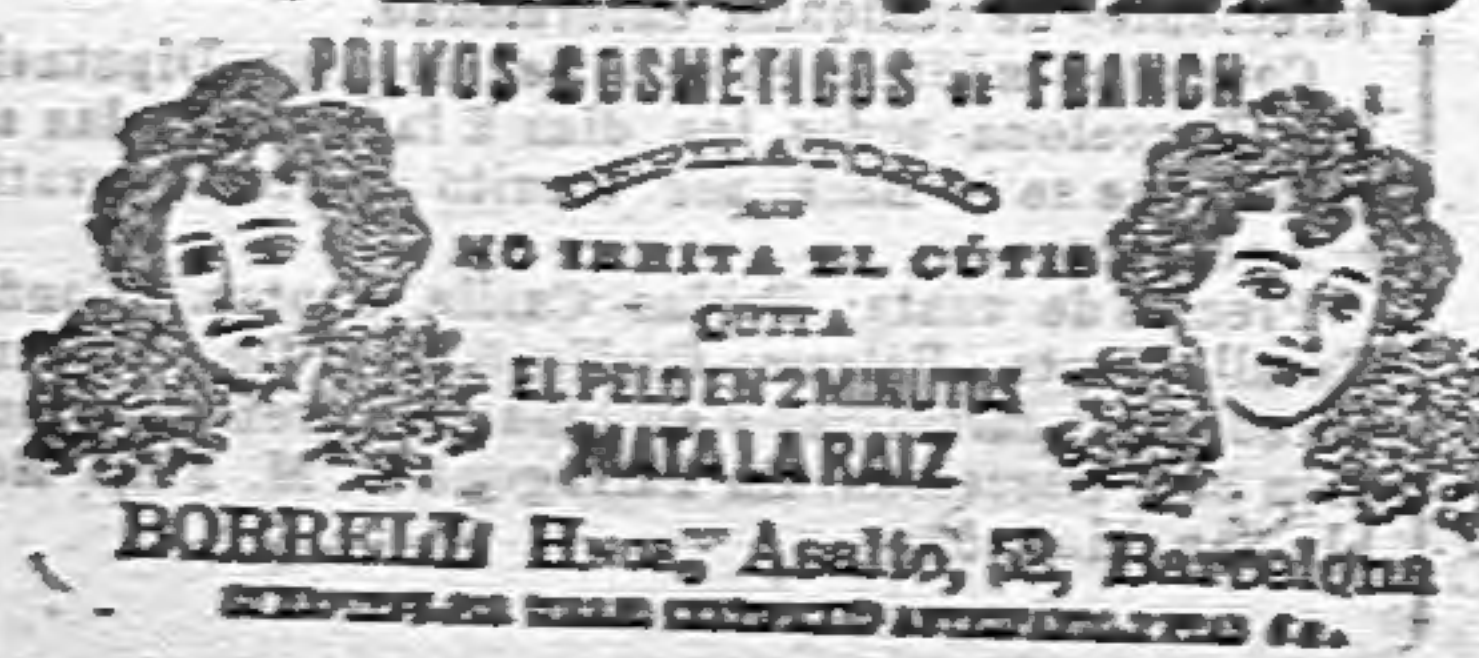 POLVOS COSMÉTICOS DE FRANCH
DEPILATORIO
NO IRRITA EL CÚTIS
QUITA
EL PELO EN 2 MINUTOS
MATA LA RAIZ
BORRELL Hnos, Asalto, 52, Barcelona